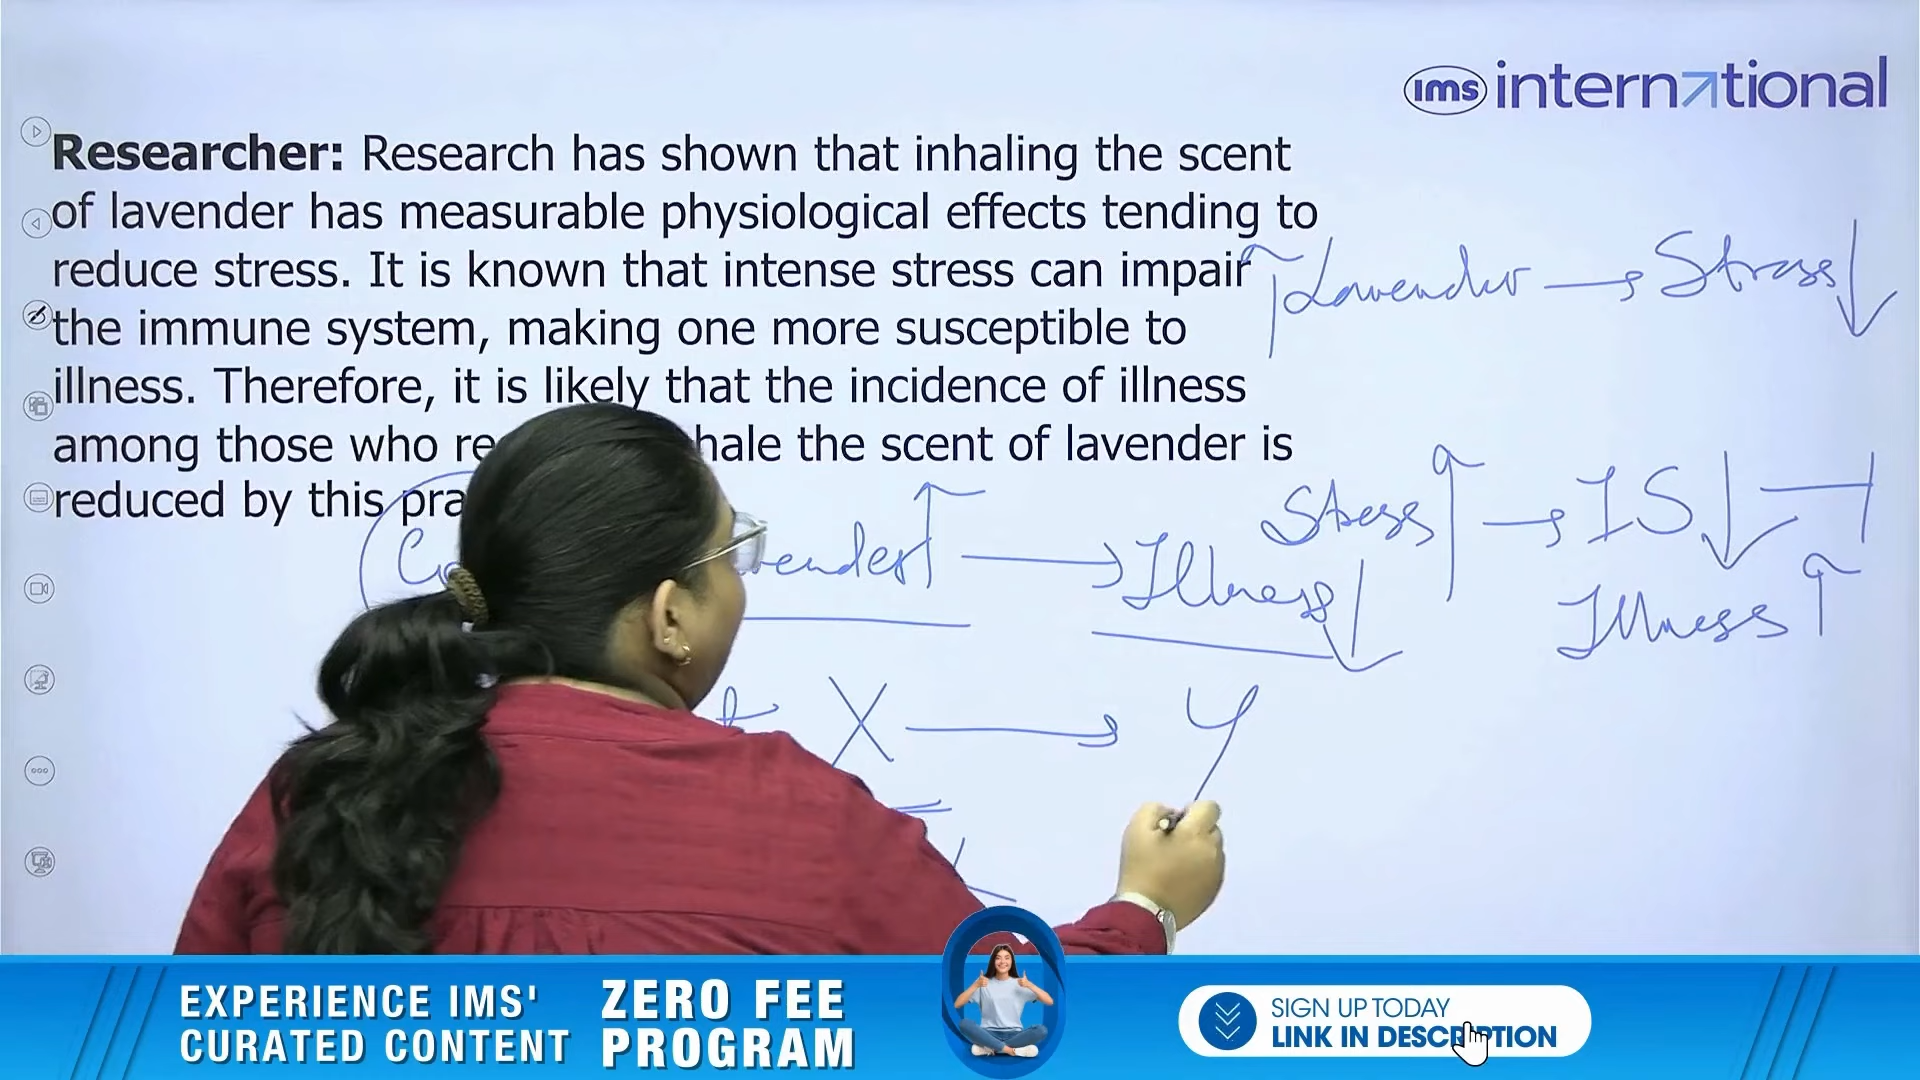 ims international
Researcher: Research has shown that inhaling the scent
of lavender has measurable physiological effects tending to
reduce stress. It is known that intense stress can impair
the immune system, making one more susceptible to
illness. Therefore, it is likely that the incidence of illness
among those who re hale the scent of lavender is
reduced by this pra
Lavender → Stress ↓
Stress ↑ → IS ↓
Illness ↑
vender ↑ → Illness ↓
X → Y
EXPERIENCE IMS'
CURATED CONTENT
ZERO FEE
PROGRAM
SIGN UP TODAY
LINK IN DESCRIPTION